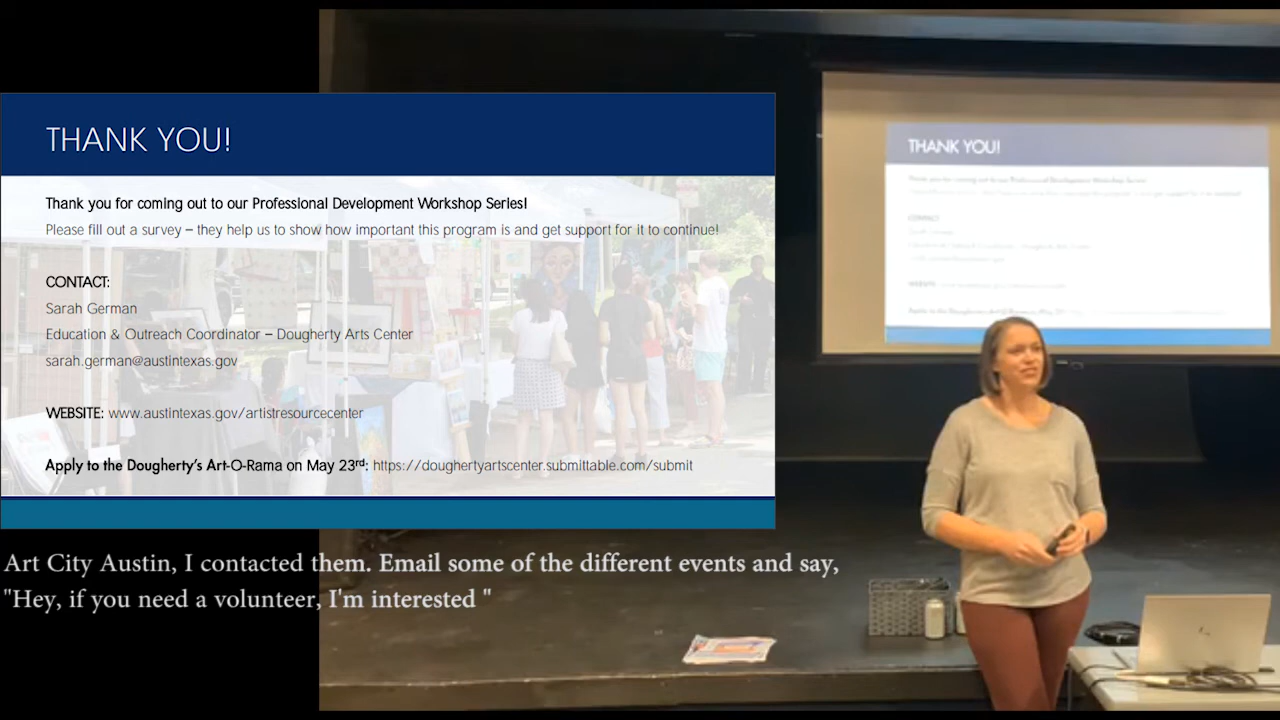 THANK YOU!
Thank you for coming out to our Professional Development Workshop Series!
Please fill out a survey – they help us to show how important this program is and get support for it to continue!
CONTACT:
Sarah German
Education & Outreach Coordinator – Dougherty Arts Center
sarah.german@austintexas.gov
WEBSITE: www.austintexas.gov/artistresourcecenter
Apply to the Dougherty's Art-O-Rama on May 23rd: https://doughertyartscenter.submittable.com/submit
THANK YOU!
Art City Austin, I contacted them. Email some of the different events and say,
"Hey, if you need a volunteer, I'm interested "